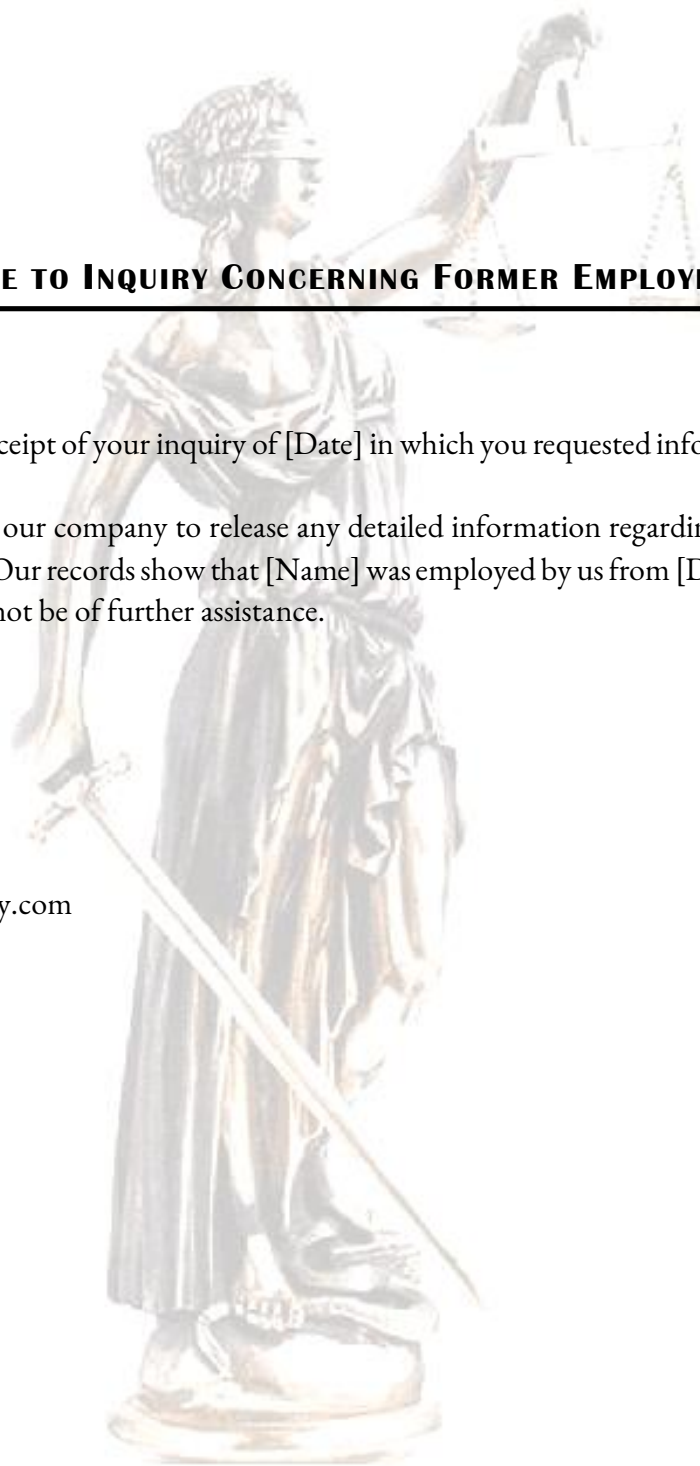 E TO INQUIRY CONCERNING FORMER EMPLOY
ceipt of your inquiry of [Date] in which you requested info
our company to release any detailed information regardin
Our records show that [Name] was employed by us from [D
not be of further assistance.
y.com